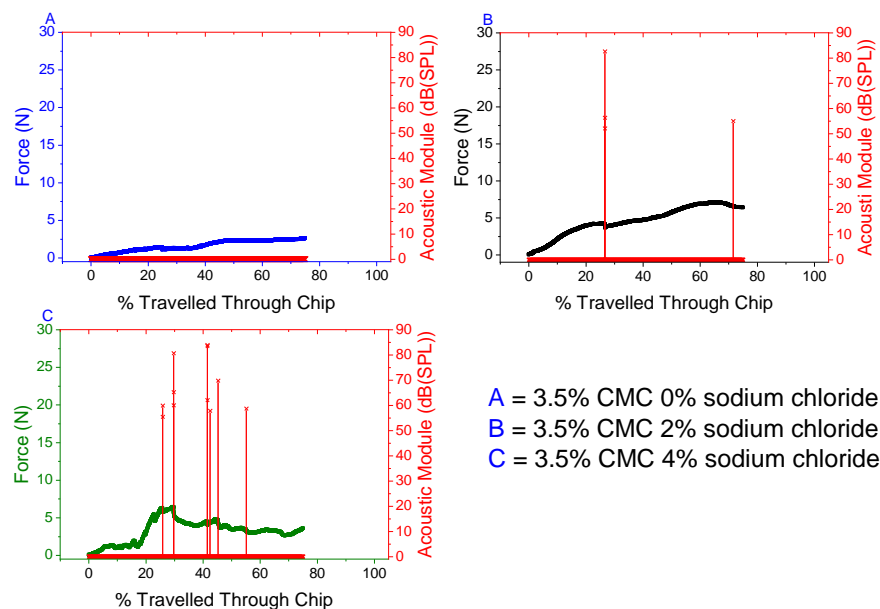 A
30
25
20
15
10
5
0
Force (N)
90
80
70
60
50
40
30
20
10
0
Acoustic Module (dB(SPL))
0 20 40 60 80 100
% Travelled Through Chip
B
30
25
20
15
10
5
0
Force (N)
90
80
70
60
50
40
30
20
10
0
Acousti Module (dB(SPL))
0 20 40 60 80 100
% Travelled Through Chip
C
30
25
20
15
10
5
0
Force (N)
90
80
70
60
50
40
30
20
10
0
Acoustic Module (dB(SPL))
0 20 40 60 80 100
% Travelled Through Chip
A = 3.5% CMC 0% sodium chloride
B = 3.5% CMC 2% sodium chloride
C = 3.5% CMC 4% sodium chloride